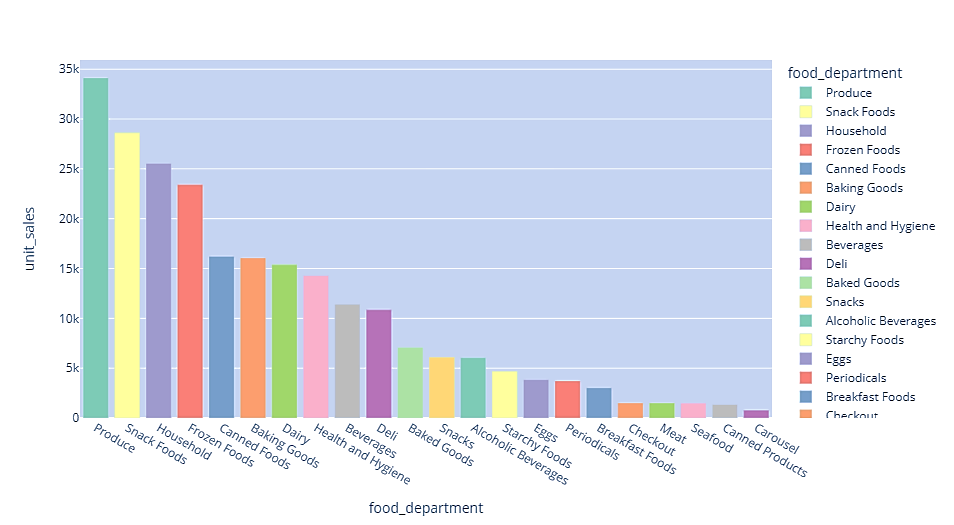 35k
30k
25k
20k
15k
10k
5k
0
unit_sales
Produce
Snack Foods
Household
Frozen Foods
Canned Foods
Baking Goods
Dairy
Health and Hygiene
Beverages
Deli
Baked Goods
Snacks
Alcoholic Beverages
Starchy Foods
Eggs
Periodicals
Breakfast Foods
Checkout
Meat
Seafood
Canned Products
Carousel
food_department
food_department
Produce
Snack Foods
Household
Frozen Foods
Canned Foods
Baking Goods
Dairy
Health and Hygiene
Beverages
Deli
Baked Goods
Snacks
Alcoholic Beverages
Starchy Foods
Eggs
Periodicals
Breakfast Foods
Checkout